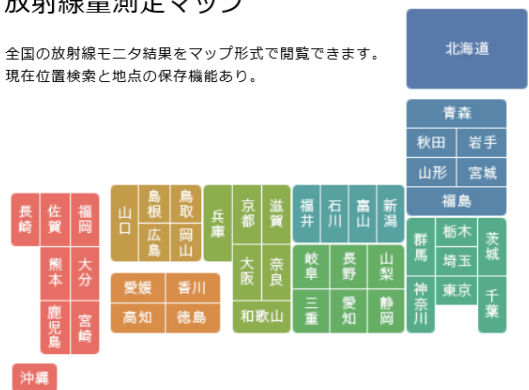 放射線量測定マップ
全国の放射線モニタ結果をマップ形式で閲覧できます。
現在位置検索と地点の保存機能あり。
北海道
青森
秋田 岩手
山形 宮城
福島
長崎 佐賀 福岡
山口 島根 鳥取
兵庫 京都 滋賀
福井 石川 富山 新潟
広島 岡山
群馬 栃木 茨城
埼玉
熊本 大分
大阪 奈良
岐阜 長野 山梨
愛媛 香川
神奈川 東京 千葉
高知 徳島
和歌山
三重 愛知 静岡
鹿児島 宮崎
沖縄